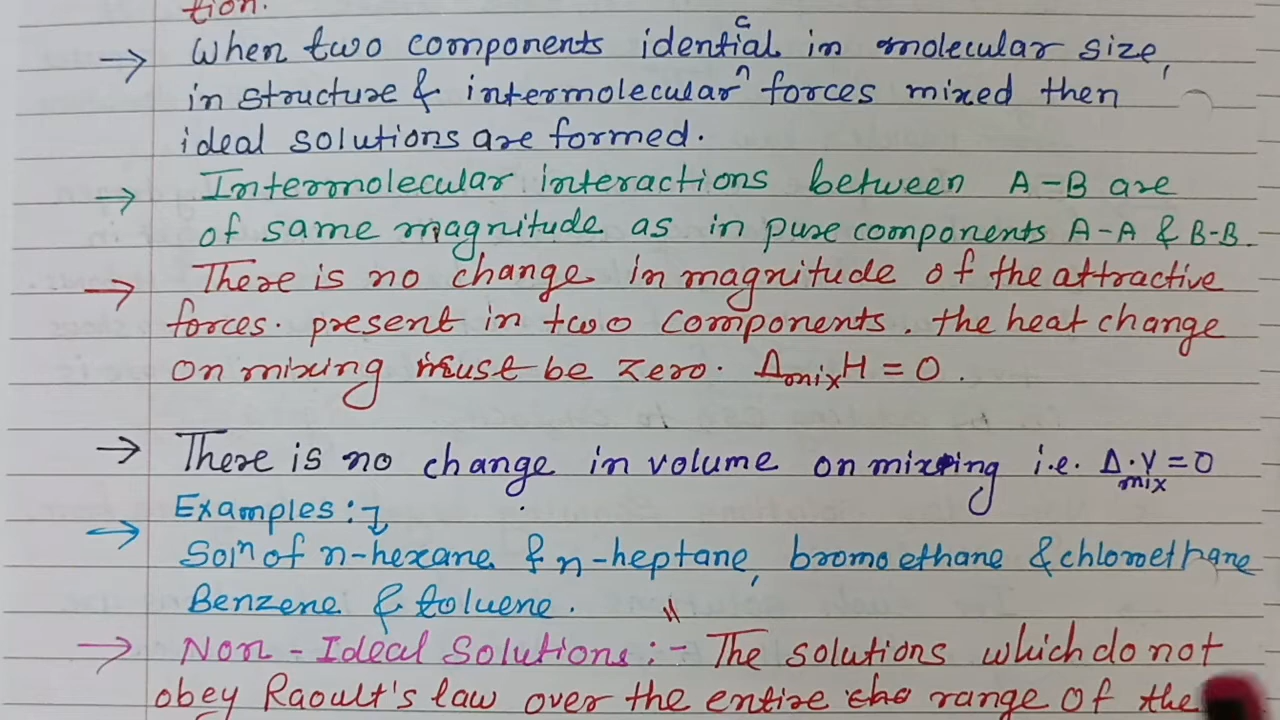 tion.
→ When two components idential in molecular size,
in structure & intermolecular forces mixed then
ideal solutions are formed.
→ Intermolecular interactions between A-B are
of same magnitude as in pure components A-A & B-B.
→ There is no change in magnitude of the attractive
forces. present in two components. the heat change
on mixing must be zero. ΔmixH = 0.
→ There is no change in volume on mixing i.e. Δ.V = 0
mix
Examples:↴
→ Soln of n-hexane & n-heptane, bromoethane & chloroethane
Benzene & toluene.
→ Non-Ideal Solutions:- The solutions which do not
obey Raoult's law over the entire range of the